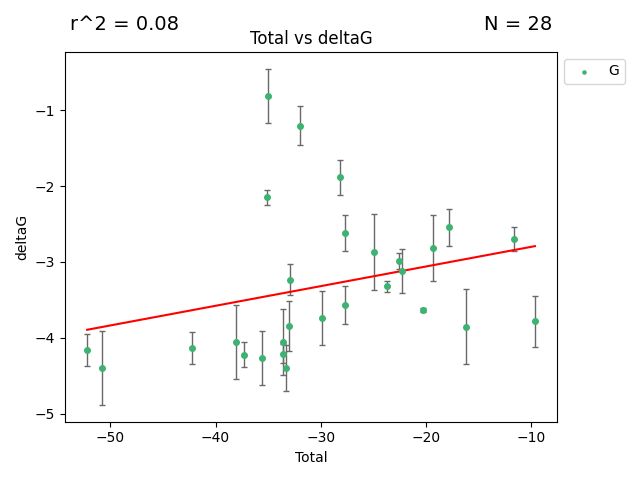 r^2 = 0.08
N = 28
Total vs deltaG
G
−1
−2
−3
−4
−5
deltaG
−50
−40
−30
−20
−10
Total